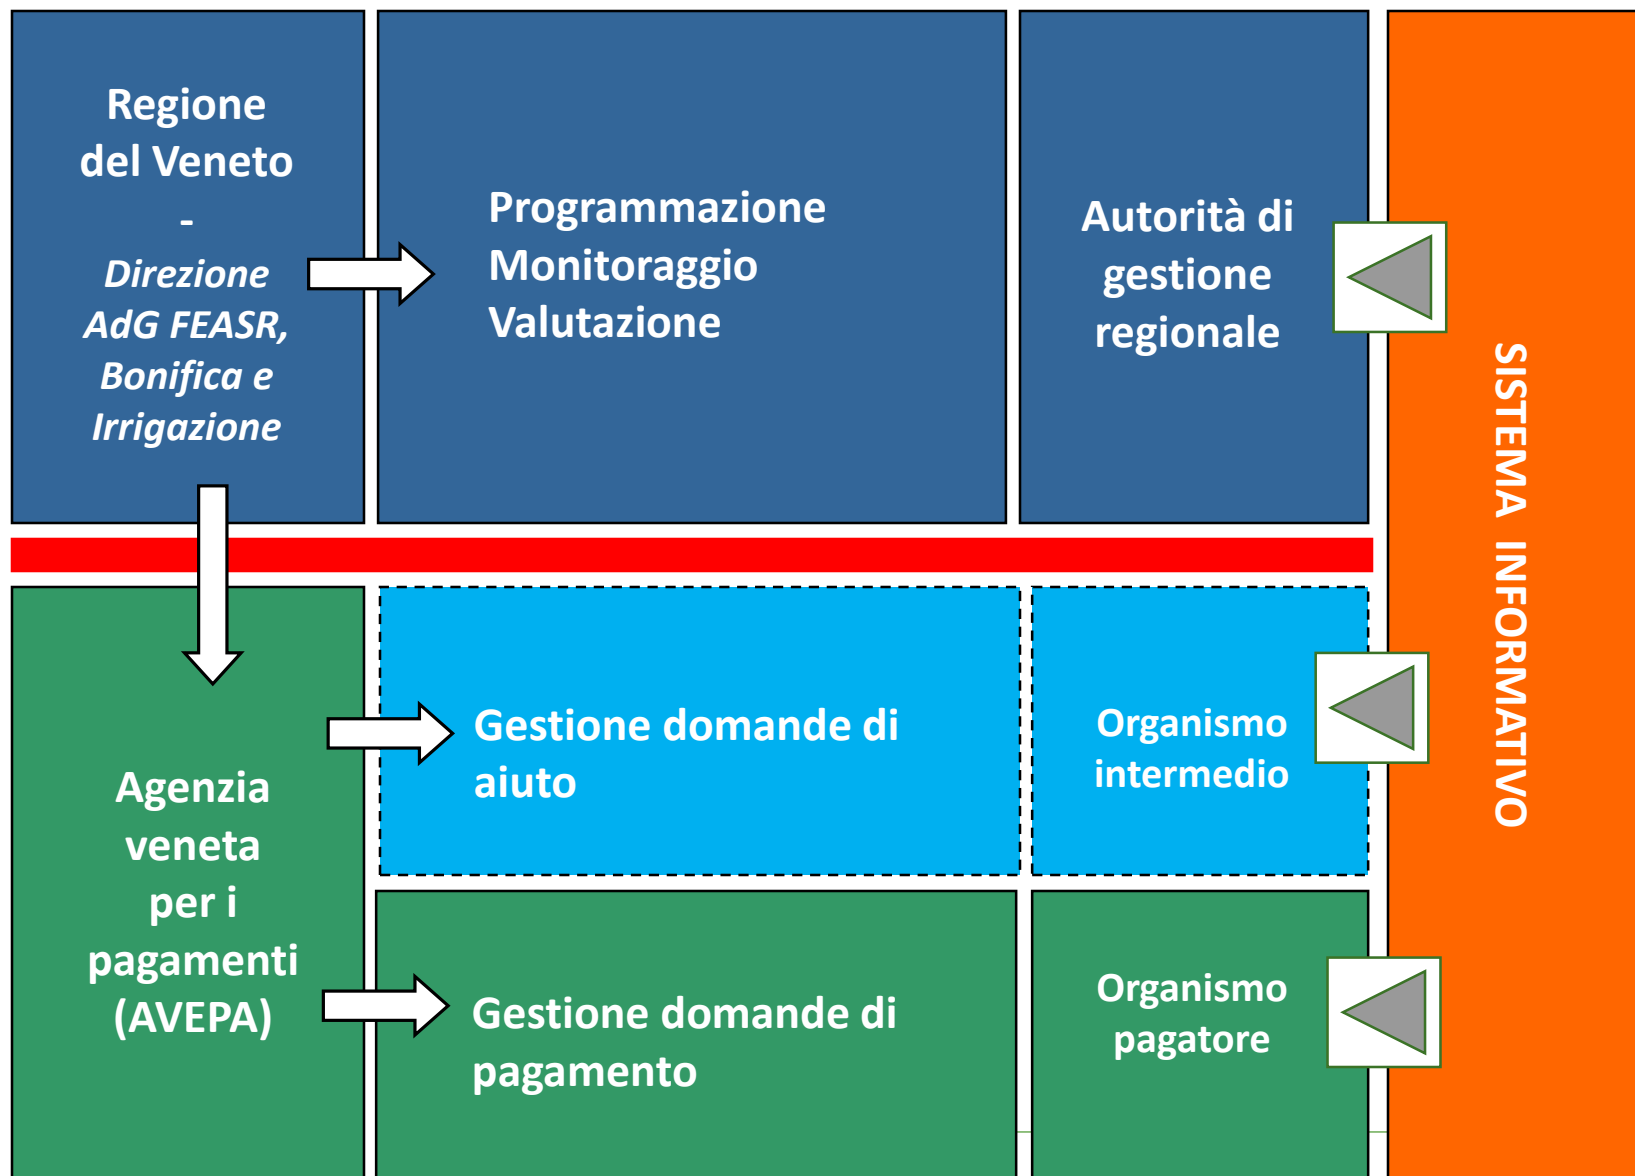 Regione
del Veneto
-
Direzione
AdG FEASR,
Bonifica e
Irrigazione
Programmazione
Monitoraggio
Valutazione
Autorità di
gestione
regionale
Agenzia
veneta
per i
pagamenti
(AVEPA)
Gestione domande di
aiuto
Organismo
intermedio
Gestione domande di
pagamento
Organismo
pagatore
SISTEMA INFORMATIVO